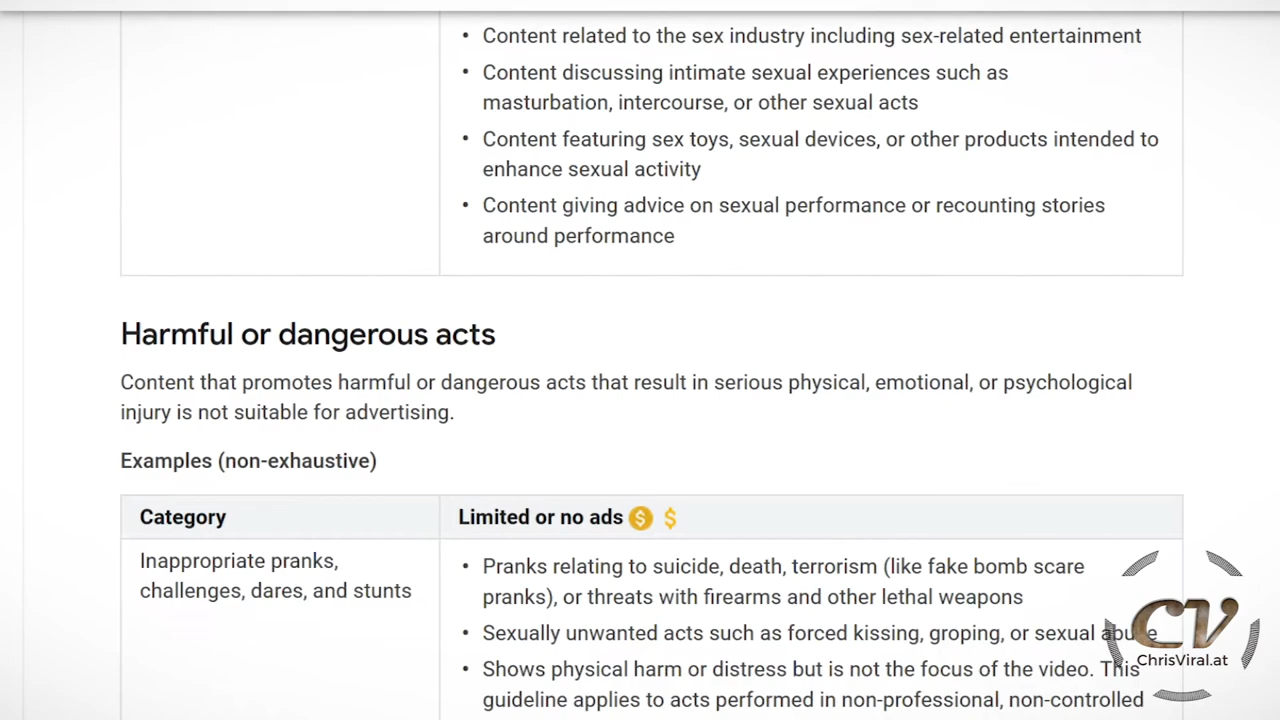 • Content related to the sex industry including sex-related entertainment
• Content discussing intimate sexual experiences such as
masturbation, intercourse, or other sexual acts
• Content featuring sex toys, sexual devices, or other products intended to
enhance sexual activity
• Content giving advice on sexual performance or recounting stories
around performance
Harmful or dangerous acts
Content that promotes harmful or dangerous acts that result in serious physical, emotional, or psychological
injury is not suitable for advertising.
Examples (non-exhaustive)
Category
Limited or no ads $ $
Inappropriate pranks,
challenges, dares, and stunts
• Pranks relating to suicide, death, terrorism (like fake bomb scare
pranks), or threats with firearms and other lethal weapons
• Sexually unwanted acts such as forced kissing, groping, or sexual abuse
• Shows physical harm or distress but is not the focus of the video. This
guideline applies to acts performed in non-professional, non-controlled
CV
ChrisViral.at